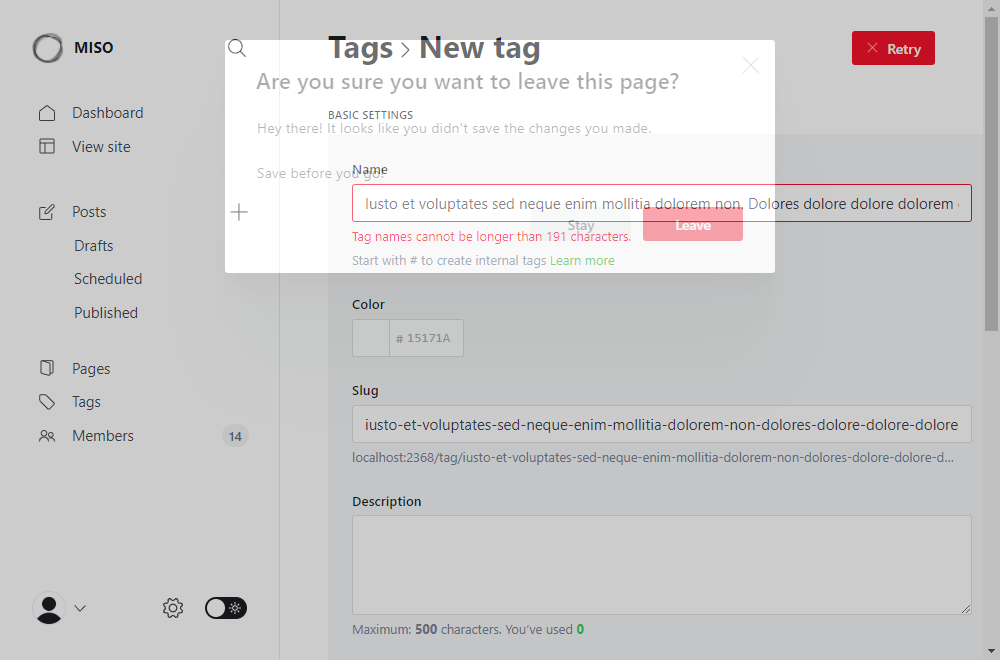 MISO
Dashboard
View site
Posts
Drafts
Scheduled
Published
Pages
Tags
Members
14
Tags > New tag
Retry
Are you sure you want to leave this page?
BASIC SETTINGS
Hey there! It looks like you didn't save the changes you made.
Name
Save before you go!
Iusto et voluptates sed neque enim mollitia dolorem non. Dolores dolore dolore dolorem
Stay
Leave
Tag names cannot be longer than 191 characters.
Start with # to create internal tags Learn more
Color
# 15171A
Slug
iusto-et-voluptates-sed-neque-enim-mollitia-dolorem-non-dolores-dolore-dolore-dolore
localhost:2368/tag/iusto-et-voluptates-sed-neque-enim-mollitia-dolorem-non-dolores-dolore-dolore-d...
Description
Maximum: 500 characters. You've used 0